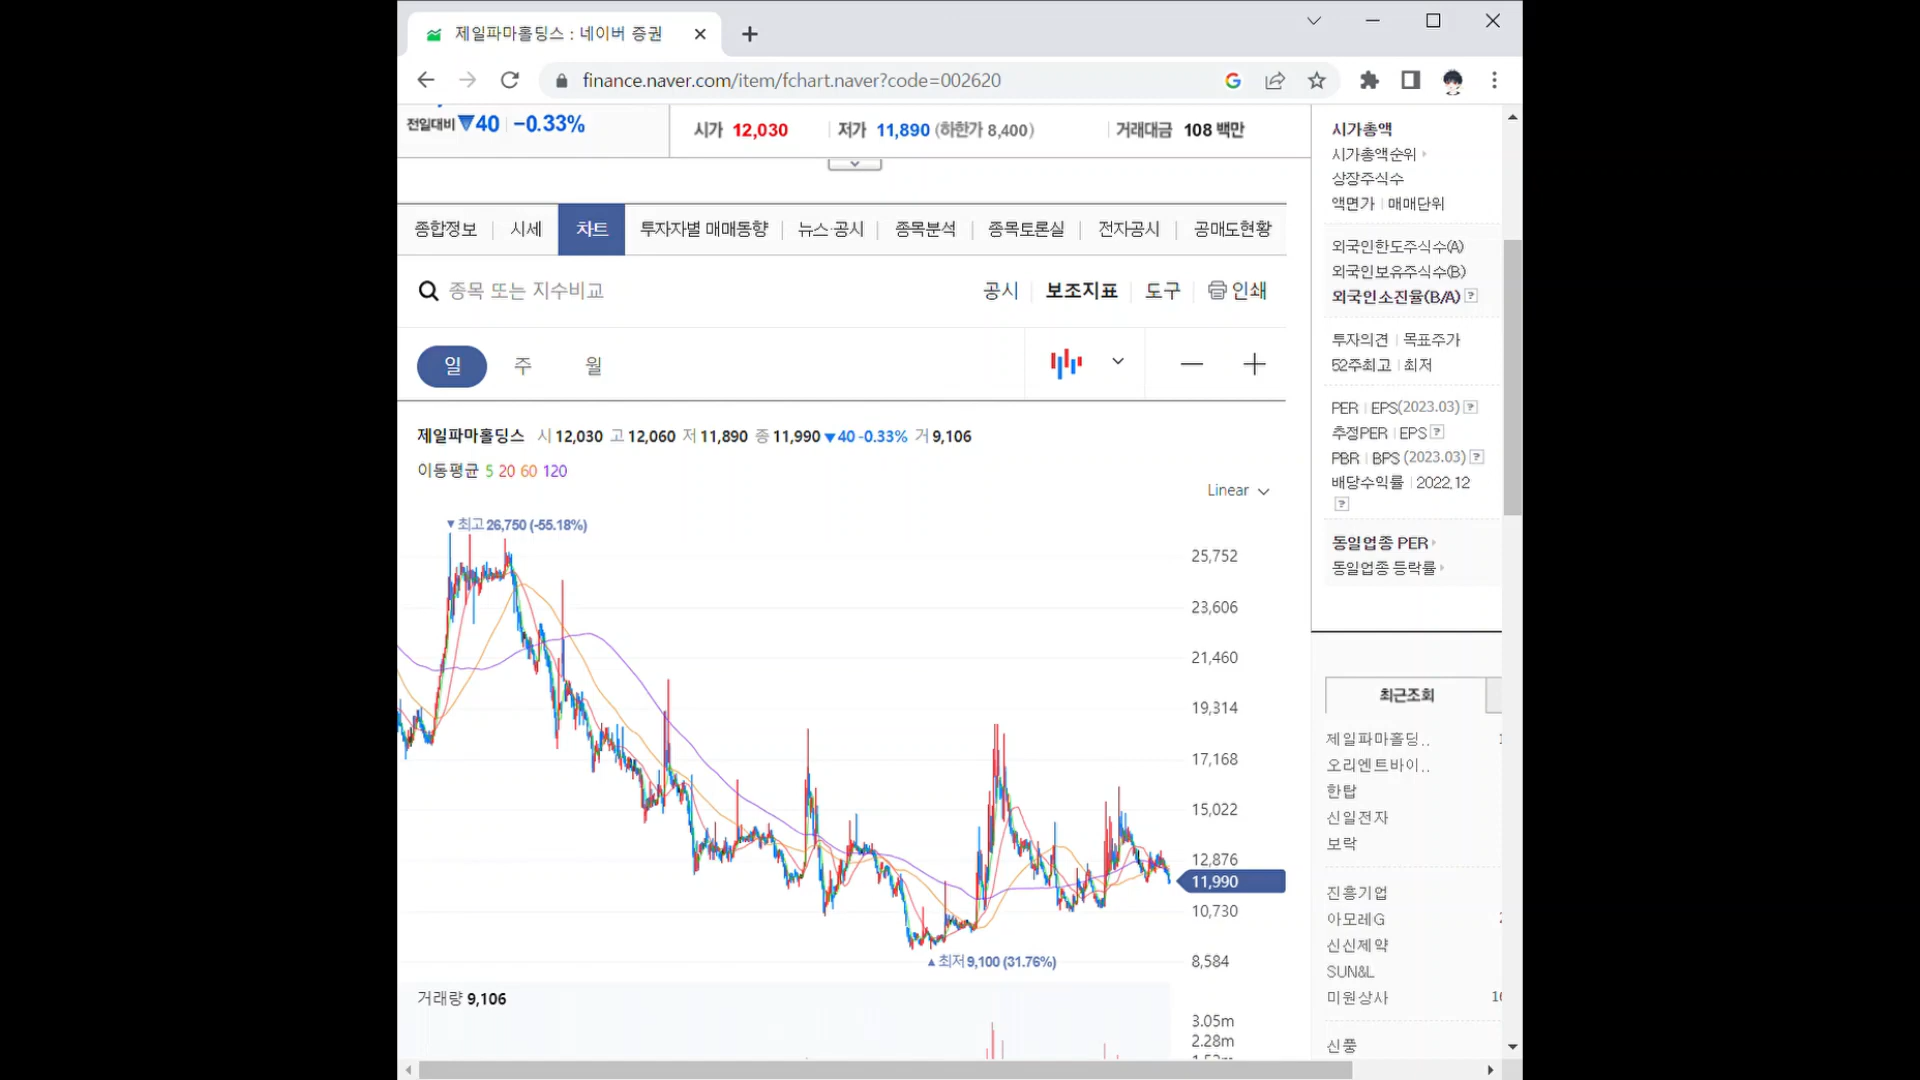 제일파마홀딩스 : 네이버 증권
finance.naver.com/item/fchart.naver?code=002620
전일대비 ▼40 -0.33%
시가 12,030 저가 11,890 (하한가 8,400) 거래대금 108 백만
종합정보 시세 차트 투자자별 매매동향 뉴스·공시 종목분석 종목토론실 전자공시 공매도현황
종목 또는 지수비교 공시 보조지표 도구 인쇄
일 주 월
제일파마홀딩스 시 12,030 고 12,060 저 11,890 종 11,990 ▼40 -0.33% 거 9,106
이동평균 5 20 60 120
Linear
▼최고 26,750 (-55.18%)
25,752
23,606
21,460
19,314
17,168
15,022
12,876
11,990
10,730
▲최저 9,100 (31.76%)
8,584
거래량 9,106
3.05m
2.28m
시가총액
시가총액순위
상장주식수
액면가 매매단위
외국인한도주식수(A)
외국인보유주식수(B)
외국인소진율(B/A) ?
투자의견 목표주가
52주최고 최저
PER EPS(2023.03) ?
추정PER EPS ?
PBR BPS (2023.03) ?
배당수익률 2022.12
?
동일업종 PER
동일업종 등락률
최근조회
제일파마홀딩..
오리엔트바이..
한탑
신일전자
보락
진흥기업
아모레G
신신제약
SUN&L
미원상사
신풍